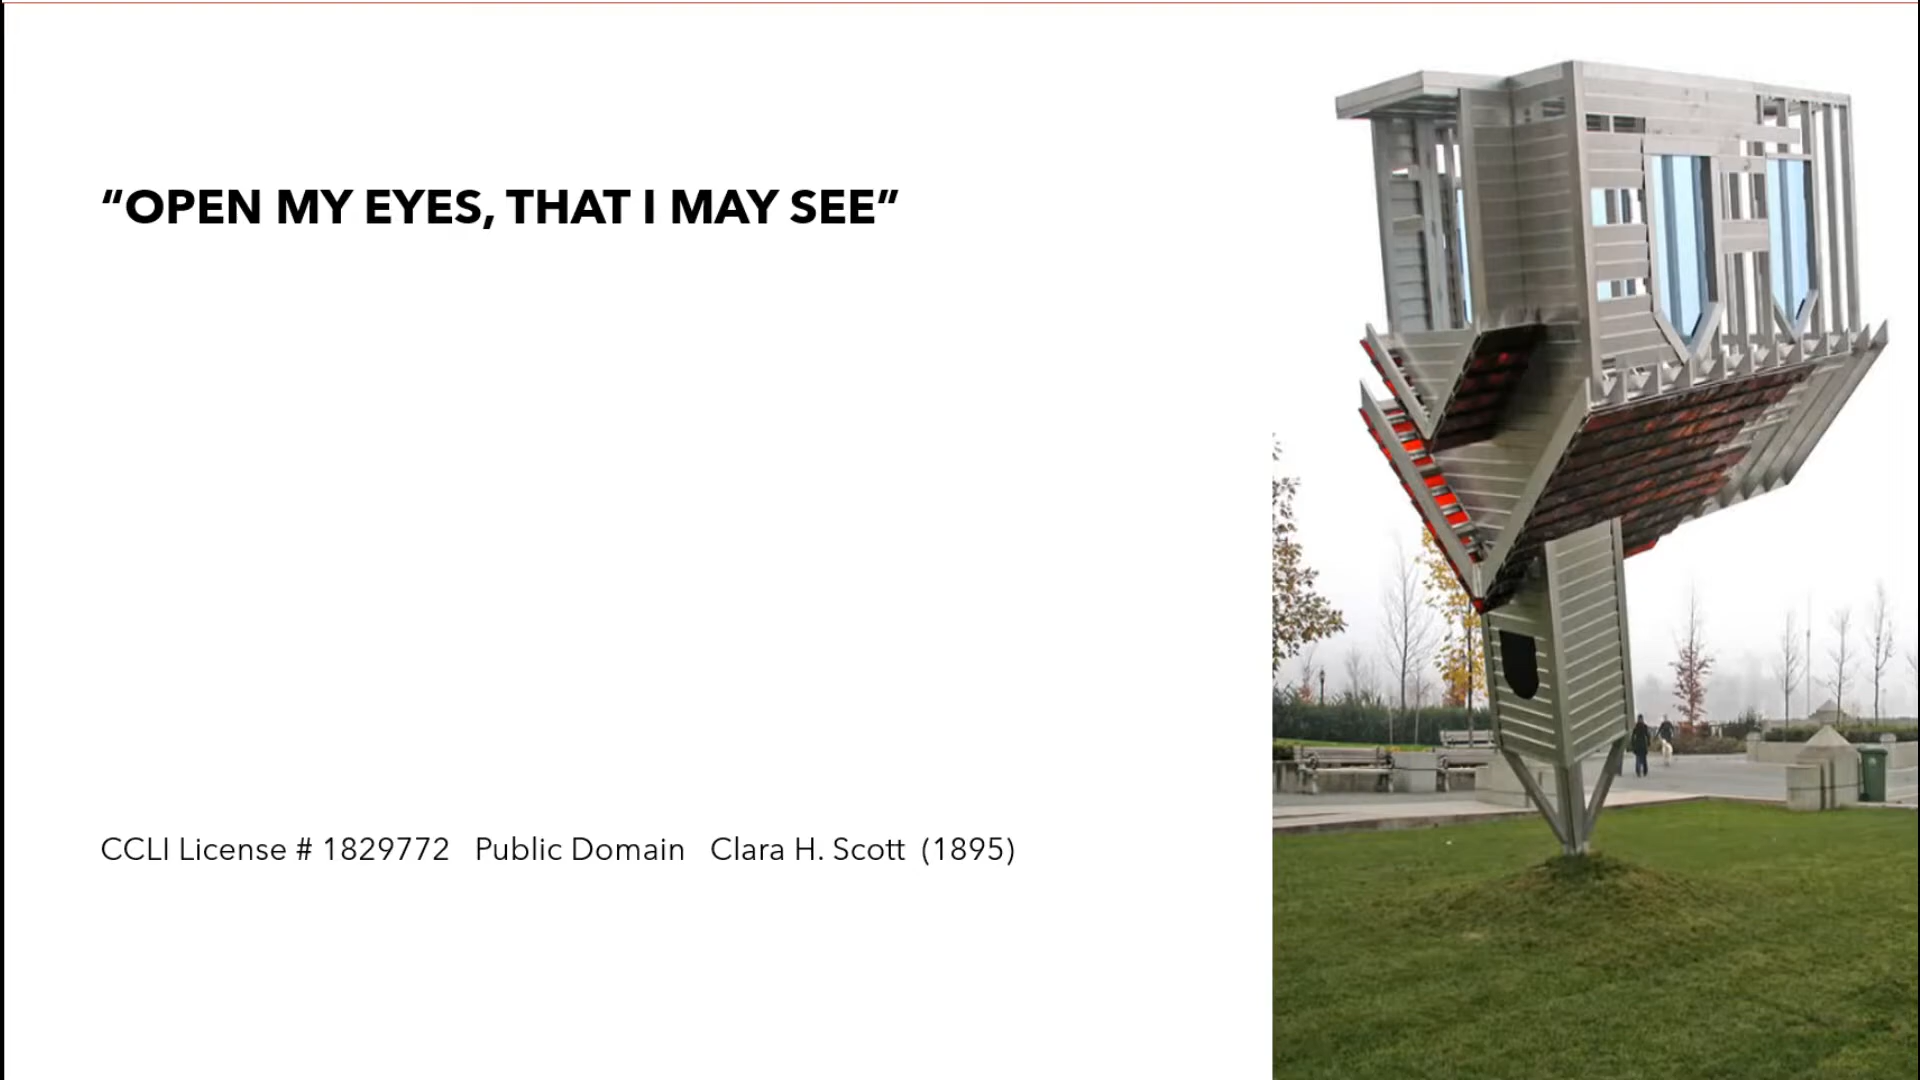 “OPEN MY EYES, THAT I MAY SEE”
CCLI License # 1829772   Public Domain   Clara H. Scott  (1895)